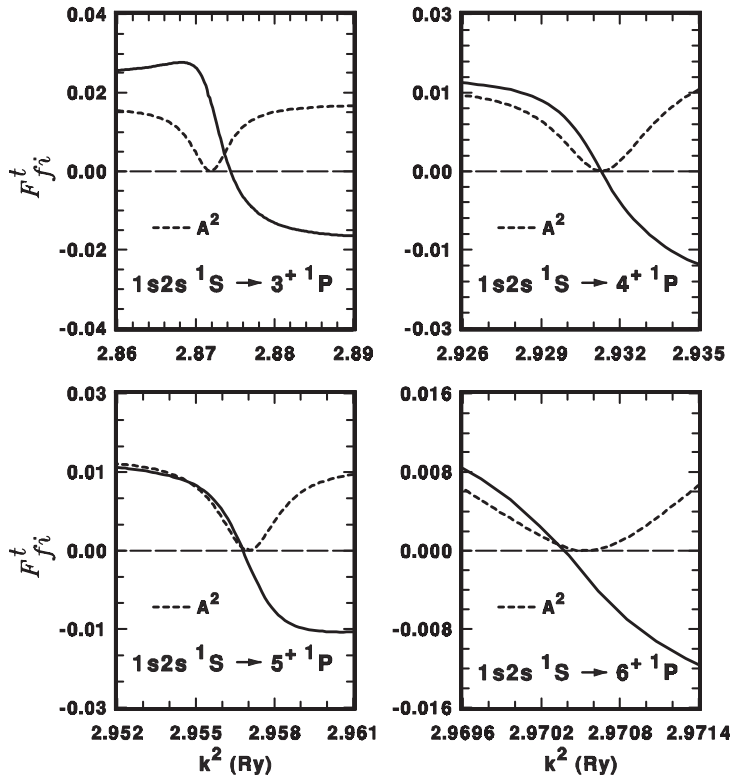 0.04
0.02
0.00
-0.02
-0.04
F^t_{fi}
A²
1s2s ¹S → 3⁺ ¹P
2.86 2.87 2.88 2.89
0.03
0.01
0.00
-0.01
-0.03
A²
1s2s ¹S → 4⁺ ¹P
2.926 2.929 2.932 2.935
0.03
0.01
0.00
-0.01
-0.03
F^t_{fi}
A²
1s2s ¹S → 5⁺ ¹P
2.952 2.955 2.958 2.961
k² (Ry)
0.016
0.008
0.000
-0.008
-0.016
A²
1s2s ¹S → 6⁺ ¹P
2.9696 2.9702 2.9708 2.9714
k² (Ry)